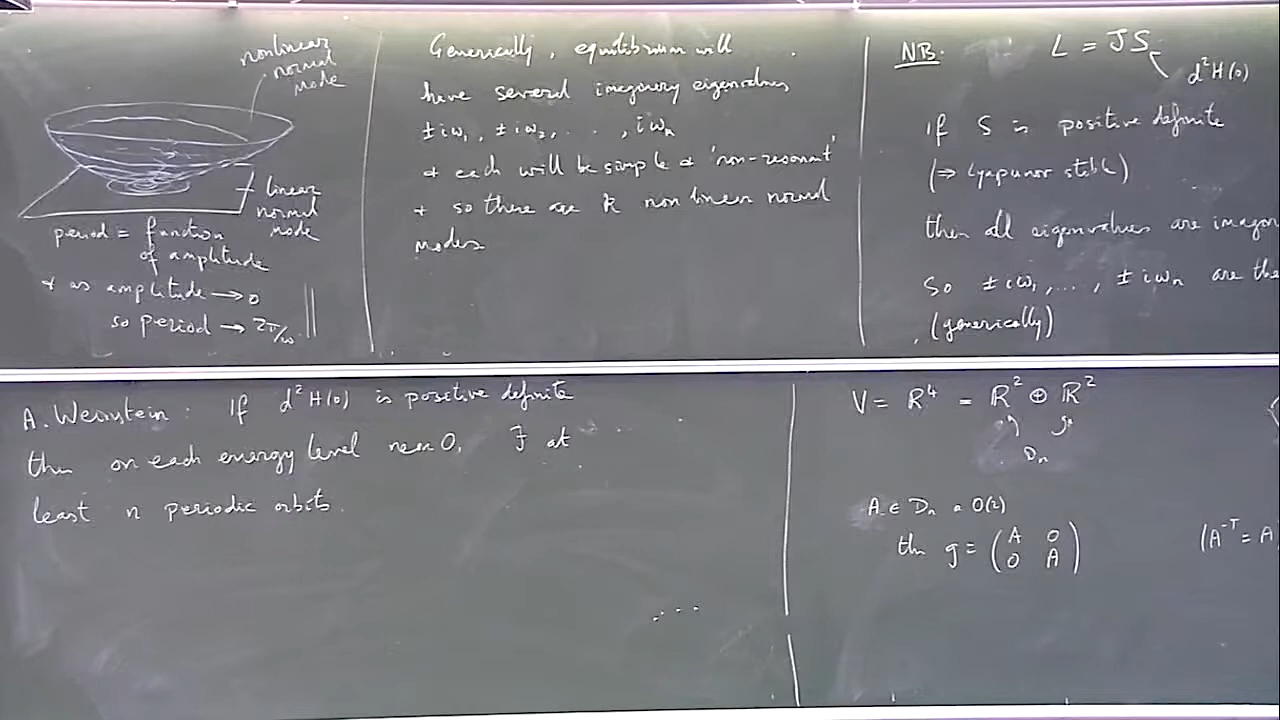 nonlinear
normal
mode
linear
normal
mode
period = function
of amplitude
+ as amplitude → 0
so period → 2π/ω
Generically, equilibrium will
have several imaginary eigenvalues
±iω₁, ±iω₂, ..., iωₖ
+ each will be simple + 'non-resonant'
+ so there are k non linear normal
modes
NB. L = JS
d²H(0)
If S is positive definite
(⇒ Lyapunov stable)
then all eigenvalues are imagin
So ±iω₁, ..., ±iωₙ are the
(generically)
A. Weinstein: If d²H(0) is positive definite
then on each energy level near 0, ∃ at
least n periodic orbits.
V = R⁴ = ℝ² ⊕ ℝ²
Dₙ
A ∈ Dₙ O(2)
then g = (A 0
0 A)
(A⁻ᵀ = A